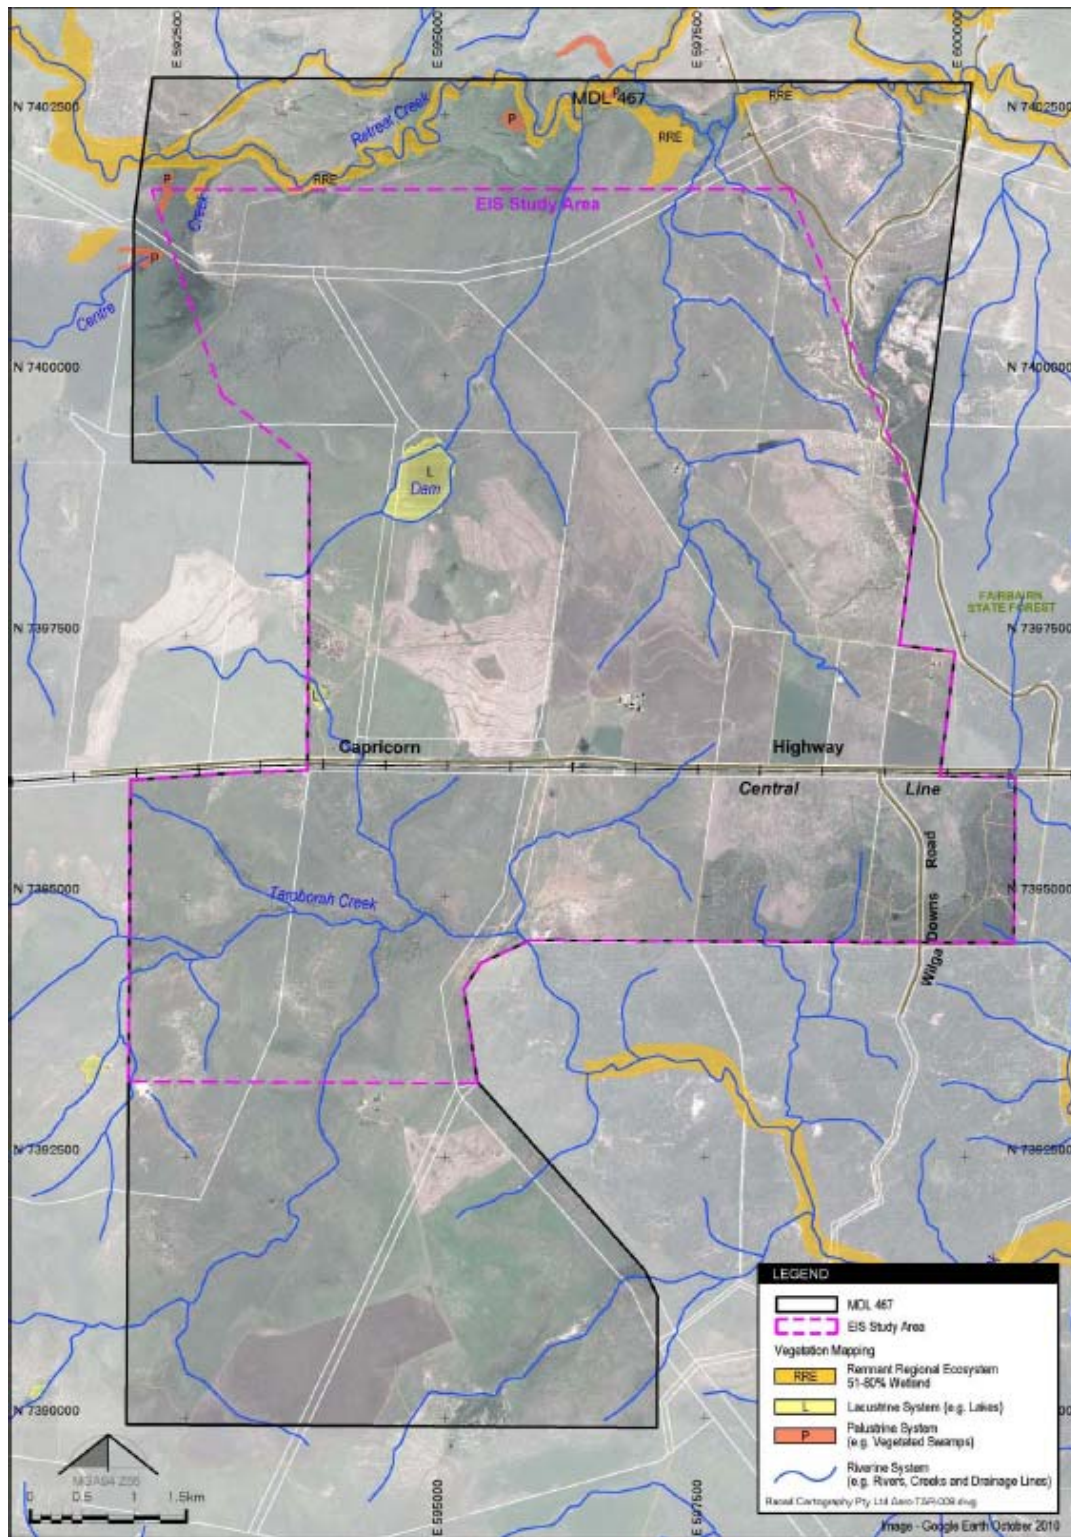 E 592500
E 595000
E 597500
E 600000
N 7402500
MDL 467
P
RRE
N 7402500
Retreat Creek
P
RRE
P
RRE
EIS Study Area
Creek
P
Centre
N 7400000
N 7400000
L
Dam
FAIRBAIRN
STATE FOREST
N 7397500
N 7397500
L
Capricorn
Highway
Central
Line
N 7395000
Taroborah Creek
N 7395000
Wilga Downs Road
N 7392500
N 7392500
N 7390000
LEGEND
MDL 467
EIS Study Area
Vegetation Mapping
RRE
Remnant Regional Ecosystem
51-80% Wetland
L
Lacustrine System (e.g. Lakes)
P
Palustrine System
(e.g. Vegetated Swamps)
Riverine System
(e.g. Rivers, Creeks and Drainage Lines)
MGA94 Z55
0 0.5 1 1.5km
E 595000
E 597500
Image - Google Earth October 2010